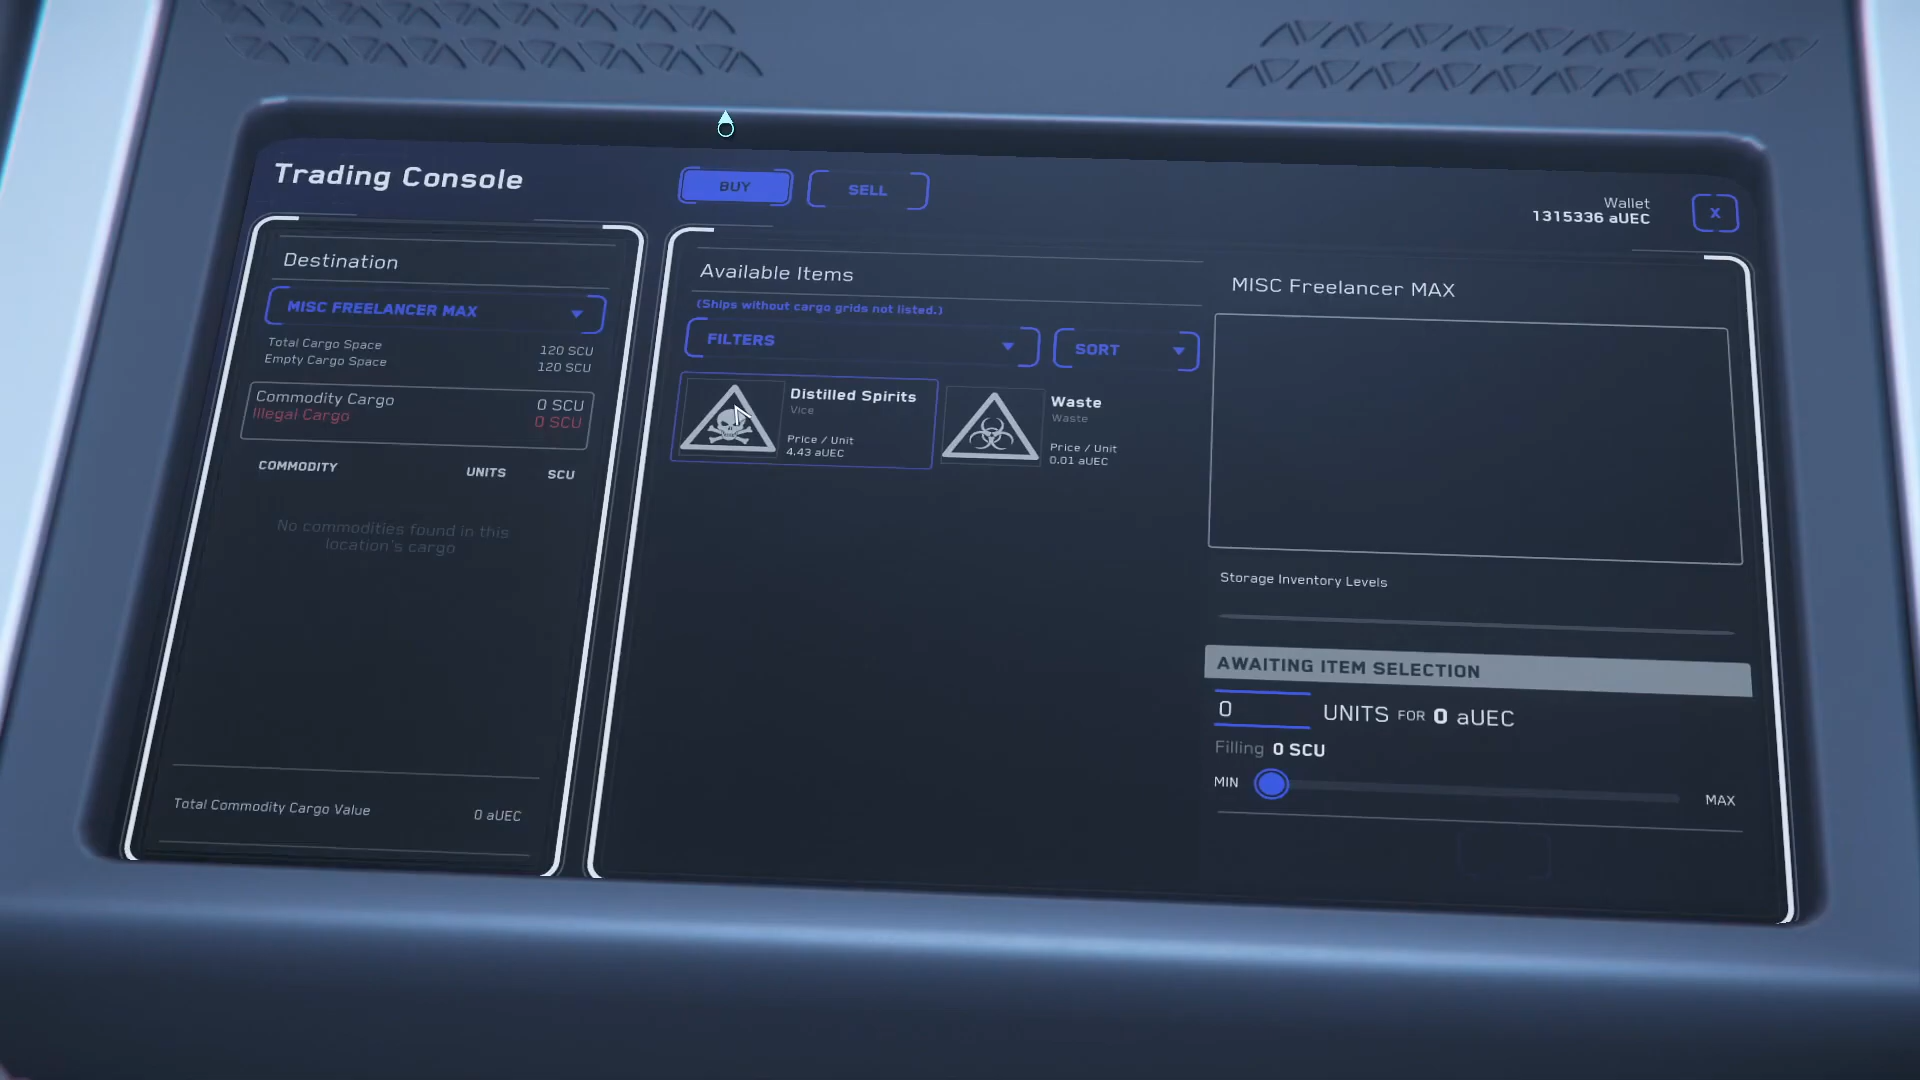 Trading Console
BUY
SELL
Wallet
1315336 aUEC
X
Destination
MISC FREELANCER MAX
Total Cargo Space 120 SCU
Empty Cargo Space 120 SCU
Commodity Cargo 0 SCU
Illegal Cargo 0 SCU
COMMODITY UNITS SCU
No commodities found in this
location's cargo
Total Commodity Cargo Value 0 aUEC
Available Items
(Ships without cargo grids not listed.)
FILTERS
SORT
Distilled Spirits
Vice
Price / Unit
4.43 aUEC
Waste
Waste
Price / Unit
0.01 aUEC
MISC Freelancer MAX
Storage Inventory Levels
AWAITING ITEM SELECTION
0 UNITS FOR 0 aUEC
Filling 0 SCU
MIN MAX